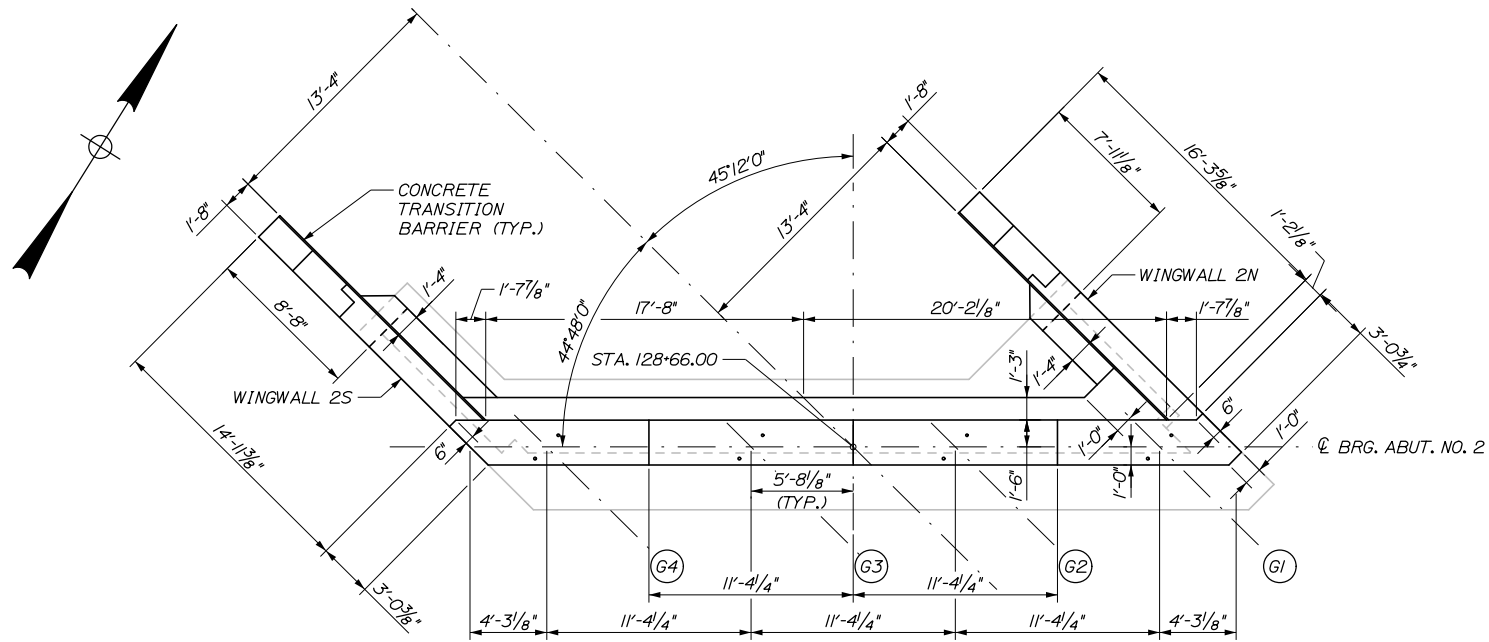 13'-4"
1'-8"
CONCRETE
TRANSITION
BARRIER (TYP.)
45°12'0"
13'-4"
1'-8"
7'-11 1/8"
16'-3 5/8"
1'-2 1/8"
WINGWALL 2N
1'-4"
1'-7 7/8"
17'-8"
20'-2 1/8"
1'-7 7/8"
8'-8"
44°48'0"
STA. 128+66.00
1'-3"
1'-4"
3'-0 3/4"
WINGWALL 2S
14'-11 3/8"
6"
1'-0"
6"
1'-0"
℄ BRG. ABUT. NO. 2
5'-8 1/8"
(TYP.)
1'-6"
1'-0"
G4
G3
G2
G1
11'-4 1/4"
11'-4 1/4"
3'-0 3/8"
4'-3 1/8"
11'-4 1/4"
11'-4 1/4"
11'-4 1/4"
4'-3 1/8"